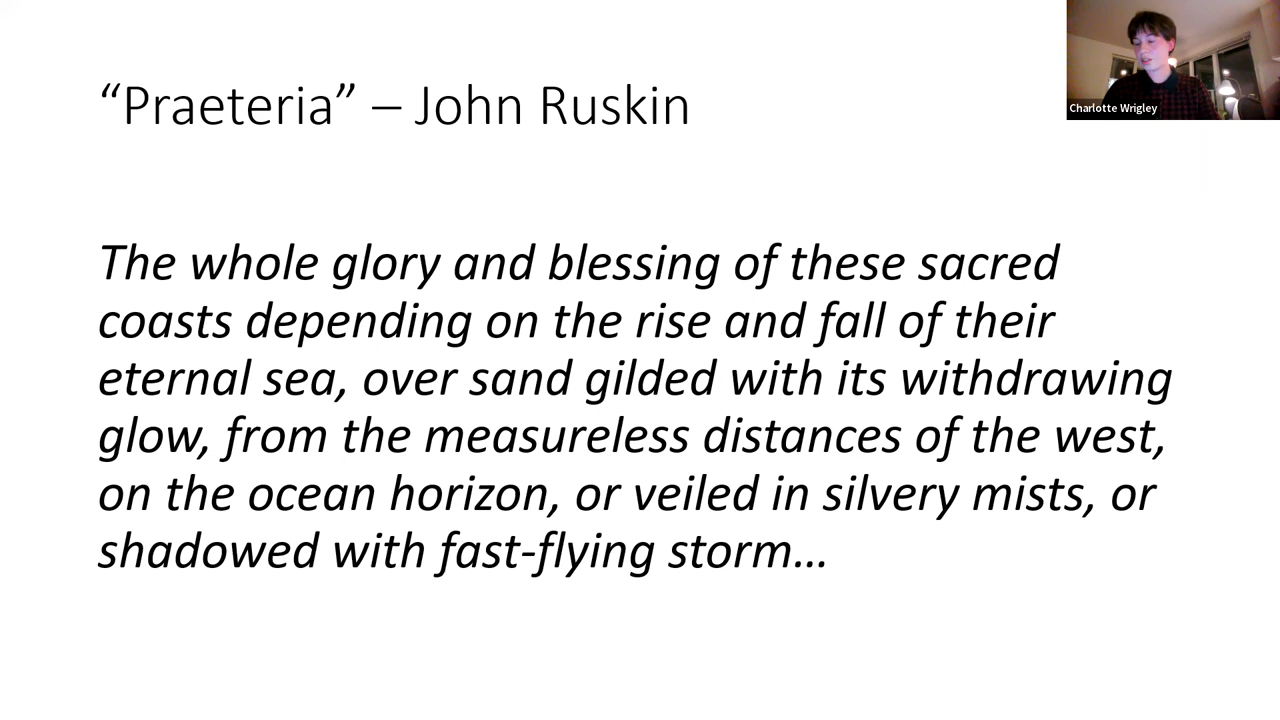 “Praeteria” – John Ruskin
Charlotte Wrigley
The whole glory and blessing of these sacred
coasts depending on the rise and fall of their
eternal sea, over sand gilded with its withdrawing
glow, from the measureless distances of the west,
on the ocean horizon, or veiled in silvery mists, or
shadowed with fast-flying storm…